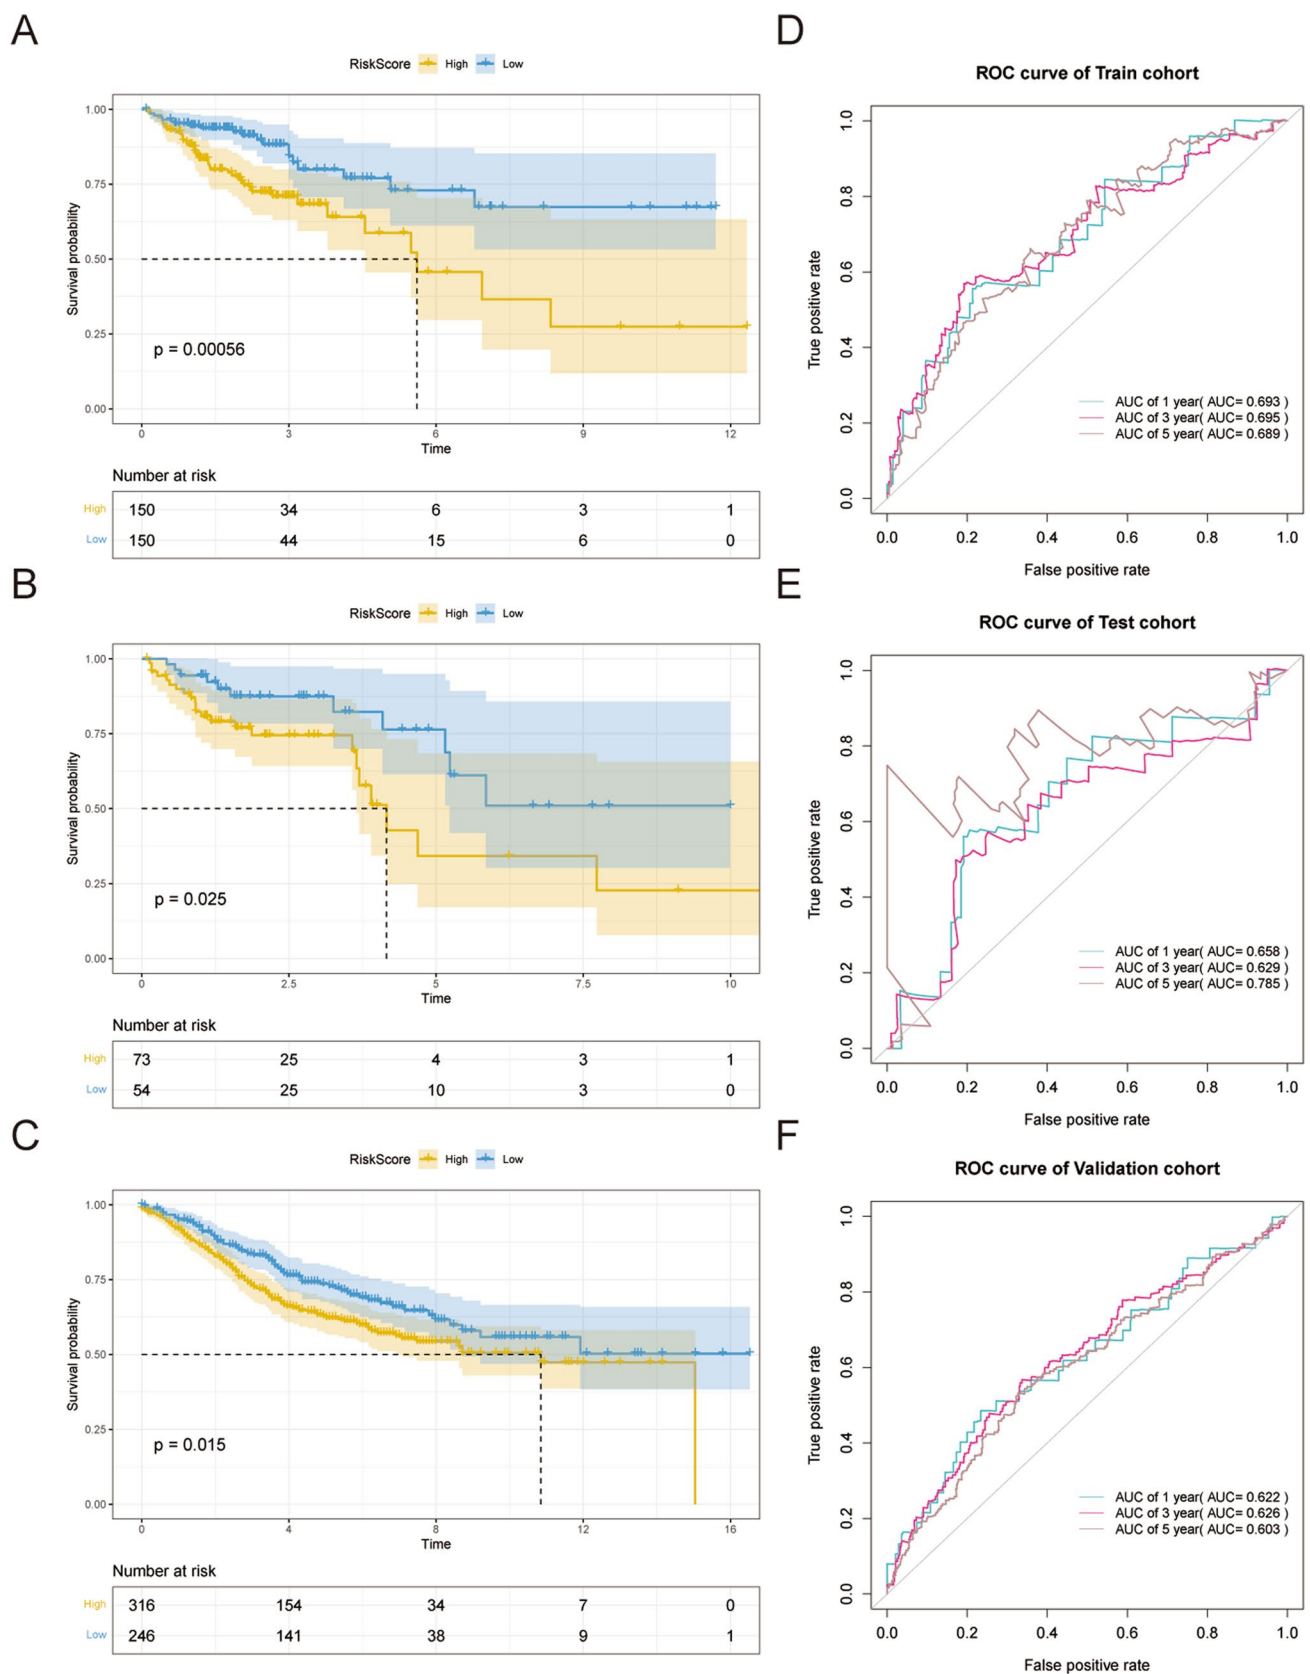 A
RiskScore High Low
Survival probability
1.00
0.75
0.50
0.25
0.00
p = 0.00056
0 3 6 9 12
Time
Number at risk
High 150 34 6 3 1
Low 150 44 15 6 0
D
ROC curve of Train cohort
True positive rate
1.0
0.8
0.6
0.4
0.2
0.0
AUC of 1 year( AUC= 0.693 )
AUC of 3 year( AUC= 0.695 )
AUC of 5 year( AUC= 0.689 )
0.0 0.2 0.4 0.6 0.8 1.0
False positive rate
B
RiskScore High Low
Survival probability
1.00
0.75
0.50
0.25
0.00
p = 0.025
0 2.5 5 7.5 10
Time
Number at risk
High 73 25 4 3 1
Low 54 25 10 3 0
E
ROC curve of Test cohort
True positive rate
1.0
0.8
0.6
0.4
0.2
0.0
AUC of 1 year( AUC= 0.658 )
AUC of 3 year( AUC= 0.629 )
AUC of 5 year( AUC= 0.785 )
0.0 0.2 0.4 0.6 0.8 1.0
False positive rate
C
RiskScore High Low
Survival probability
1.00
0.75
0.50
0.25
0.00
p = 0.015
0 4 8 12 16
Time
Number at risk
High 316 154 34 7 0
Low 246 141 38 9 1
F
ROC curve of Validation cohort
True positive rate
1.0
0.8
0.6
0.4
0.2
0.0
AUC of 1 year( AUC= 0.622 )
AUC of 3 year( AUC= 0.626 )
AUC of 5 year( AUC= 0.603 )
0.0 0.2 0.4 0.6 0.8 1.0
False positive rate